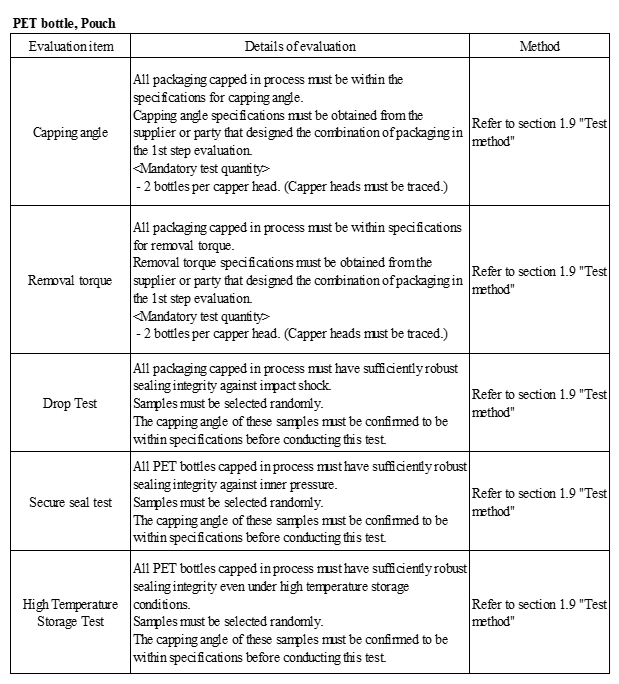 PET bottle, Pouch
Evaluation item
Details of evaluation
Method
Capping angle
All packaging capped in process must be within the
specifications for capping angle.
Capping angle specifications must be obtained from the
supplier or party that designed the combination of packaging in
the 1st step evaluation.
<Mandatory test quantity>
- 2 bottles per capper head. (Capper heads must be traced.)
Refer to section 1.9 "Test
method"
Removal torque
All packaging capped in process must be within specifications
for removal torque.
Removal torque specifications must be obtained from the
supplier or party that designed the combination of packaging in
the 1st step evaluation.
<Mandatory test quantity>
- 2 bottles per capper head. (Capper heads must be traced.)
Refer to section 1.9 "Test
method"
Drop Test
All packaging capped in process must have sufficiently robust
sealing integrity against impact shock.
Samples must be selected randomly.
The capping angle of these samples must be confirmed to be
within specifications before conducting this test.
Refer to section 1.9 "Test
method"
Secure seal test
All PET bottles capped in process must have sufficiently robust
sealing integrity against inner pressure.
Samples must be selected randomly.
The capping angle of these samples must be confirmed to be
within specifications before conducting this test.
Refer to section 1.9 "Test
method"
High Temperature
Storage Test
All PET bottles capped in process must have sufficiently robust
sealing integrity even under high temperature storage
conditions.
Samples must be selected randomly.
The capping angle of these samples must be confirmed to be
within specifications before conducting this test.
Refer to section 1.9 "Test
method"